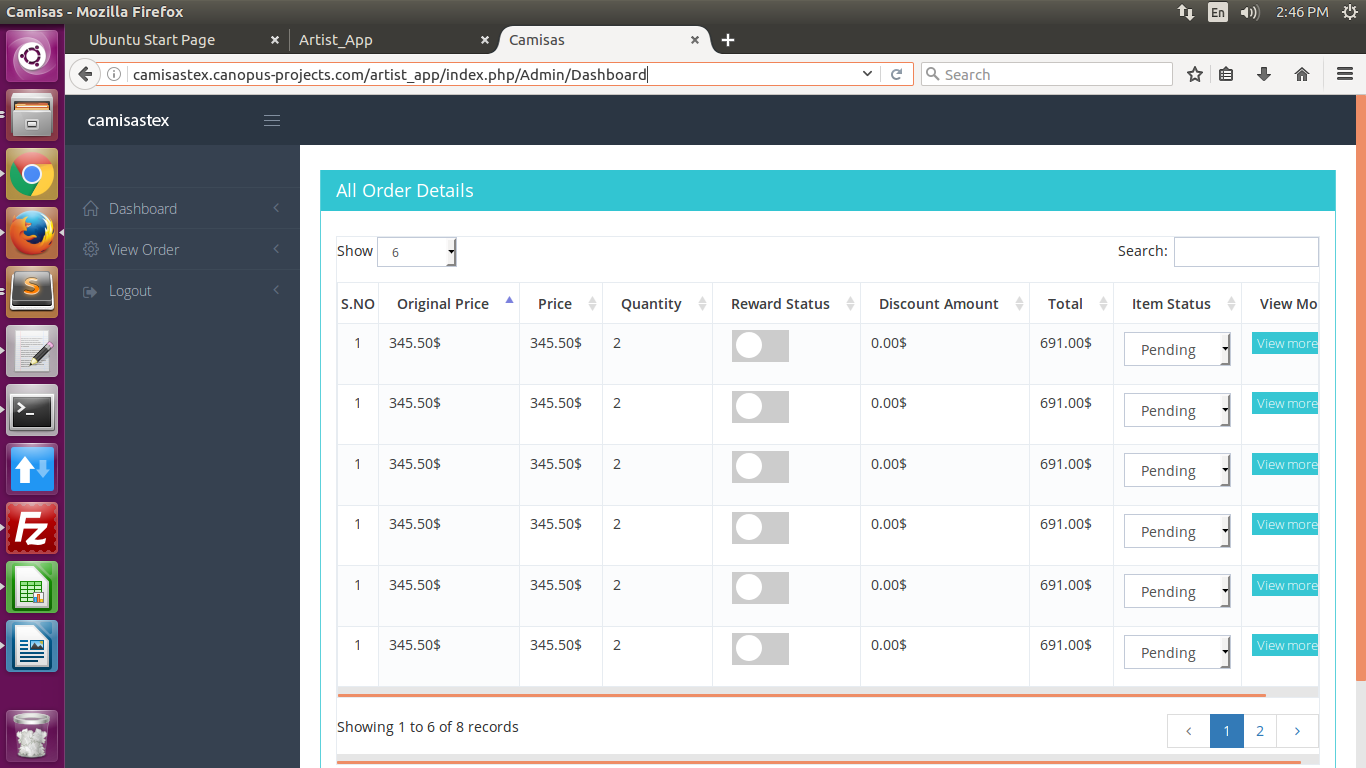 Camisas - Mozilla Firefox
En
2:46 PM
Ubuntu Start Page
Artist_App
Camisas
camisastex.canopus-projects.com/artist_app/index.php/Admin/Dashboard
Search
camisastex
Dashboard
View Order
Logout
All Order Details
Show 6
Search:
S.NO Original Price Price Quantity Reward Status Discount Amount Total Item Status View Mo
1 345.50$ 345.50$ 2 0.00$ 691.00$ Pending View more
1 345.50$ 345.50$ 2 0.00$ 691.00$ Pending View more
1 345.50$ 345.50$ 2 0.00$ 691.00$ Pending View more
1 345.50$ 345.50$ 2 0.00$ 691.00$ Pending View more
1 345.50$ 345.50$ 2 0.00$ 691.00$ Pending View more
1 345.50$ 345.50$ 2 0.00$ 691.00$ Pending View more
Showing 1 to 6 of 8 records
1 2
S
Fz